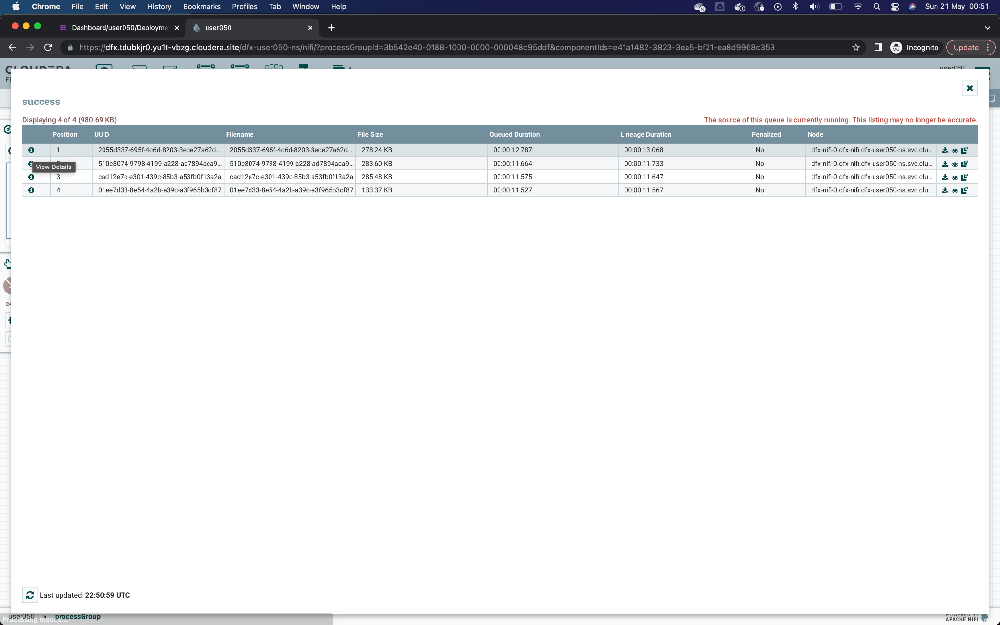 Chrome File Edit View History Bookmarks Profiles Tab Window Help Sun 21 May 00:51
Dashboard/user050/Deployme user050
https://dfx.tdubkjr0.yu1t-vbzg.cloudera.site/dfx-user050-ns/nifi/?processGroupId=3b542e40-0188-1000-0000-000048c95ddf&componentIds=e41a1482-3823-3ea5-bf21-ea8d9968c353 Incognito Update
CLOUDERA user050
success
Displaying 4 of 4 (980.69 KB) The source of this queue is currently running. This listing may no longer be accurate.
Position UUID Filename File Size Queued Duration Lineage Duration Penalized Node
1 2055d337-695f-4c6d-8203-3ece27a62d... 2055d337-695f-4c6d-8203-3ece27a62d... 278.24 KB 00:00:12.787 00:00:13.068 No dfx-nifi-0.dfx-nifi.dfx-user050-ns.svc.clu...
510c8074-9798-4199-a228-ad7894aca9... 510c8074-9798-4199-a228-ad7894aca9... 283.60 KB 00:00:11.664 00:00:11.733 No dfx-nifi-0.dfx-nifi.dfx-user050-ns.svc.clu...
View Details
3 cad12e7c-e301-439c-85b3-a53fb0f13a2a cad12e7c-e301-439c-85b3-a53fb0f13a2a 285.48 KB 00:00:11.575 00:00:11.647 No dfx-nifi-0.dfx-nifi.dfx-user050-ns.svc.clu...
4 01ee7d33-8e54-4a2b-a39c-a3f965b3cf87 01ee7d33-8e54-4a2b-a39c-a3f965b3cf87 133.37 KB 00:00:11.527 00:00:11.567 No dfx-nifi-0.dfx-nifi.dfx-user050-ns.svc.clu...
e4
Last updated: 22:50:59 UTC
user050 » processGroup
Processing request...
POWERED BY
APACHE NIFI